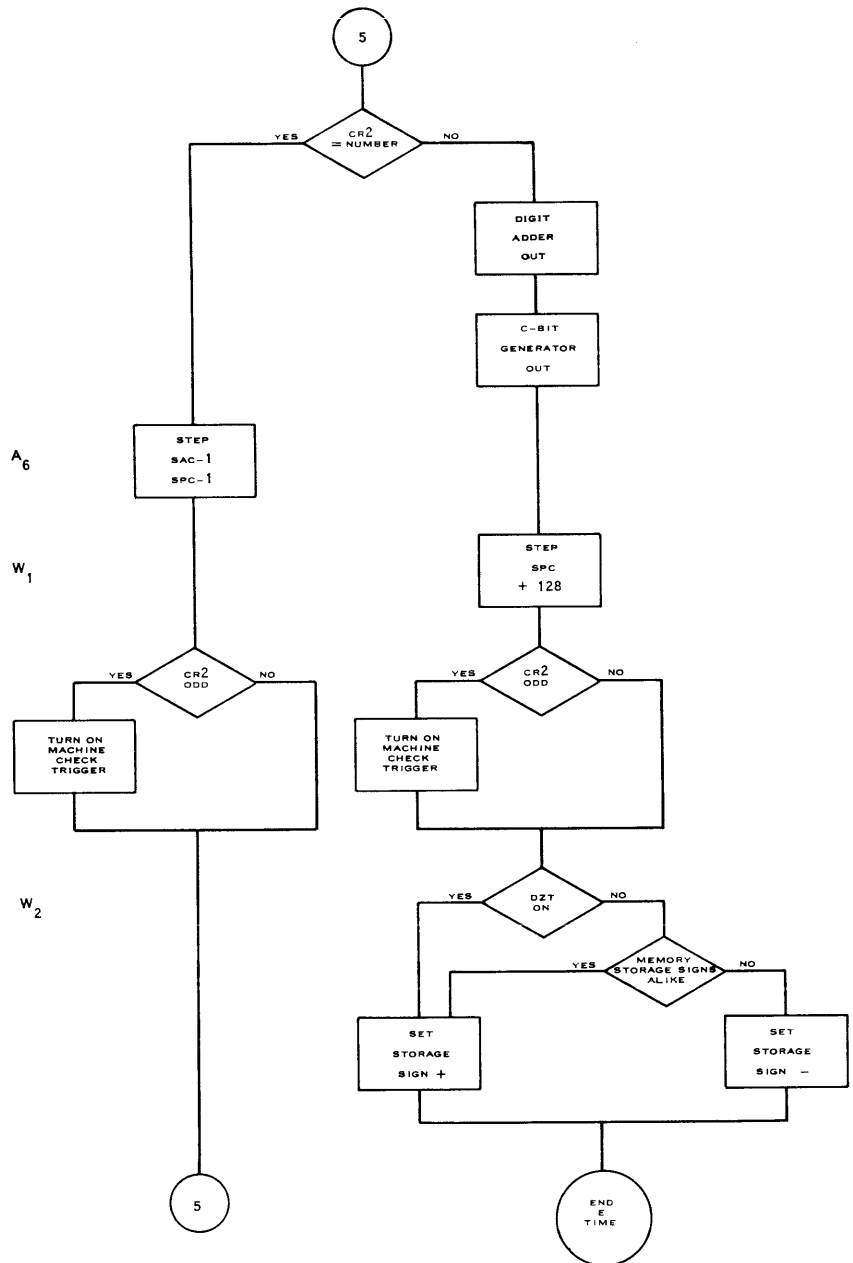 5
CR2
= NUMBER
YES
NO
DIGIT
ADDER
OUT
C-BIT
GENERATOR
OUT
A6
STEP
SAC-1
SPC-1
W1
STEP
SPC
+ 128
YES
CR2
ODD
NO
YES
CR2
ODD
NO
TURN ON
MACHINE
CHECK
TRIGGER
TURN ON
MACHINE
CHECK
TRIGGER
W2
YES
DZT
ON
NO
YES
MEMORY
STORAGE SIGNS
ALIKE
NO
SET
STORAGE
SIGN +
SET
STORAGE
SIGN -
5
END
E
TIME